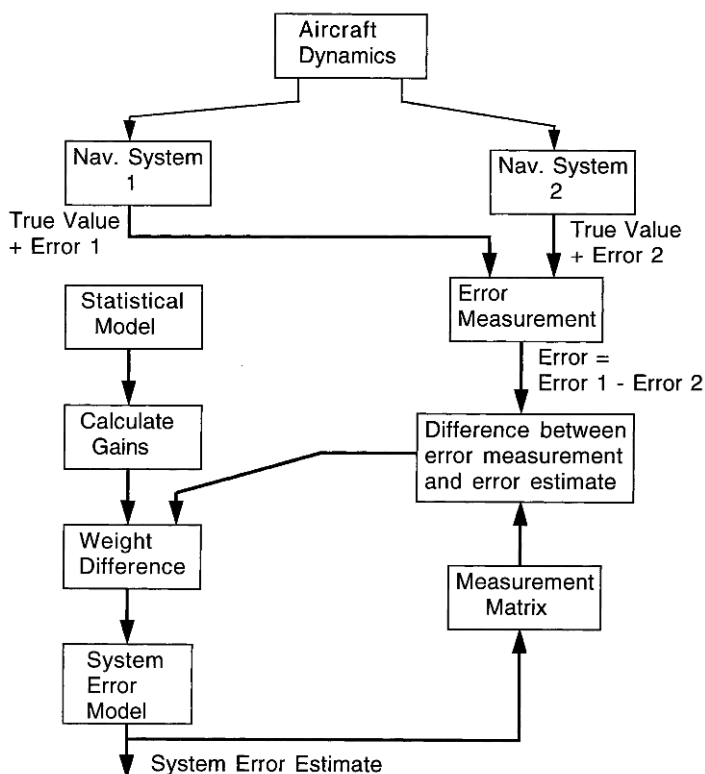 Aircraft
Dynamics
Nav. System
1
Nav. System
2
True Value
+ Error 1
True Value
+ Error 2
Statistical
Model
Error
Measurement
Error =
Error 1 - Error 2
Calculate
Gains
Difference between
error measurement
and error estimate
Weight
Difference
Measurement
Matrix
System
Error
Model
System Error Estimate